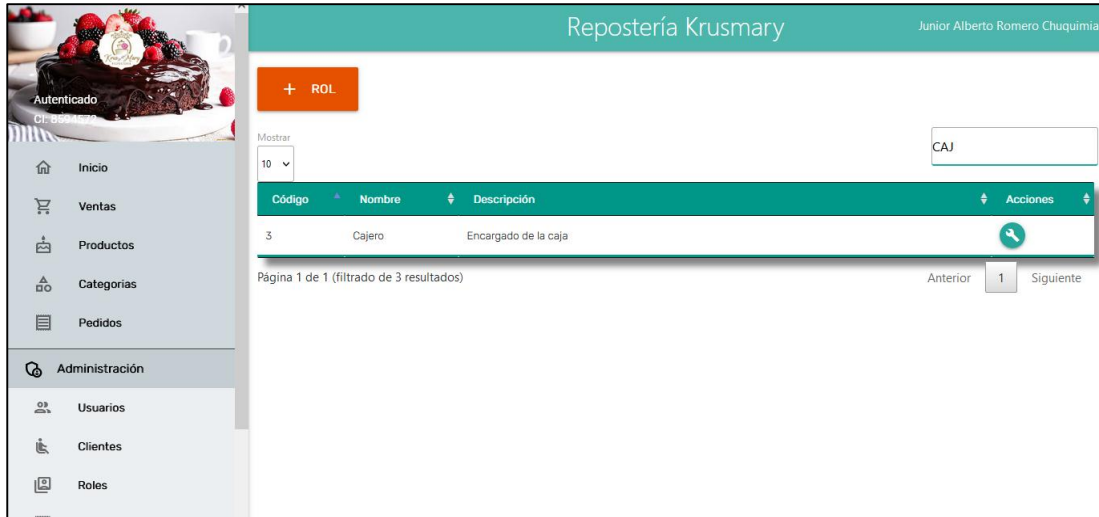 Repostería Krusmary
Junior Alberto Romero Chuquimia
Autenticado
CI: 8594572
Inicio
Ventas
Productos
Categorias
Pedidos
Administración
Usuarios
Clientes
Roles
+ ROL
Mostrar
10
CAJ
Código Nombre Descripción Acciones
3 Cajero Encargado de la caja
Página 1 de 1 (filtrado de 3 resultados)
Anterior 1 Siguiente